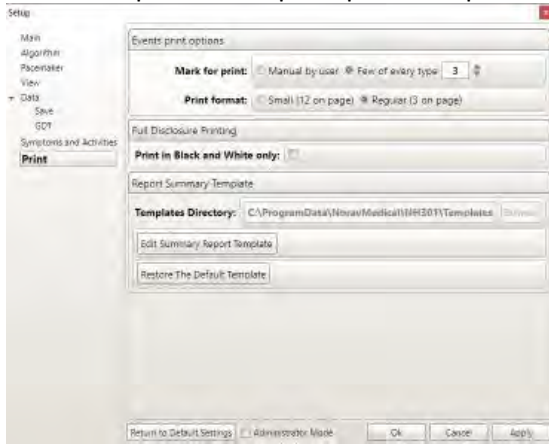 Setup
Main
Algorithm
Pacemaker
View
Data
Save
GDT
Symptoms and Activities
Print
Events print options
Mark for print: Manual by user Few of every type 3
Print format: Small (12 on page) Regular (3 on page)
Full Disclosure Printing
Print in Black and White only:
Report Summary Template
Templates Directory: C:\ProgramData\NovavMedical\NH301\Templates Browse
Edit Summary Report Template
Restore The Default Template
Return to Default Settings Administrator Mode Ok Cancel Apply